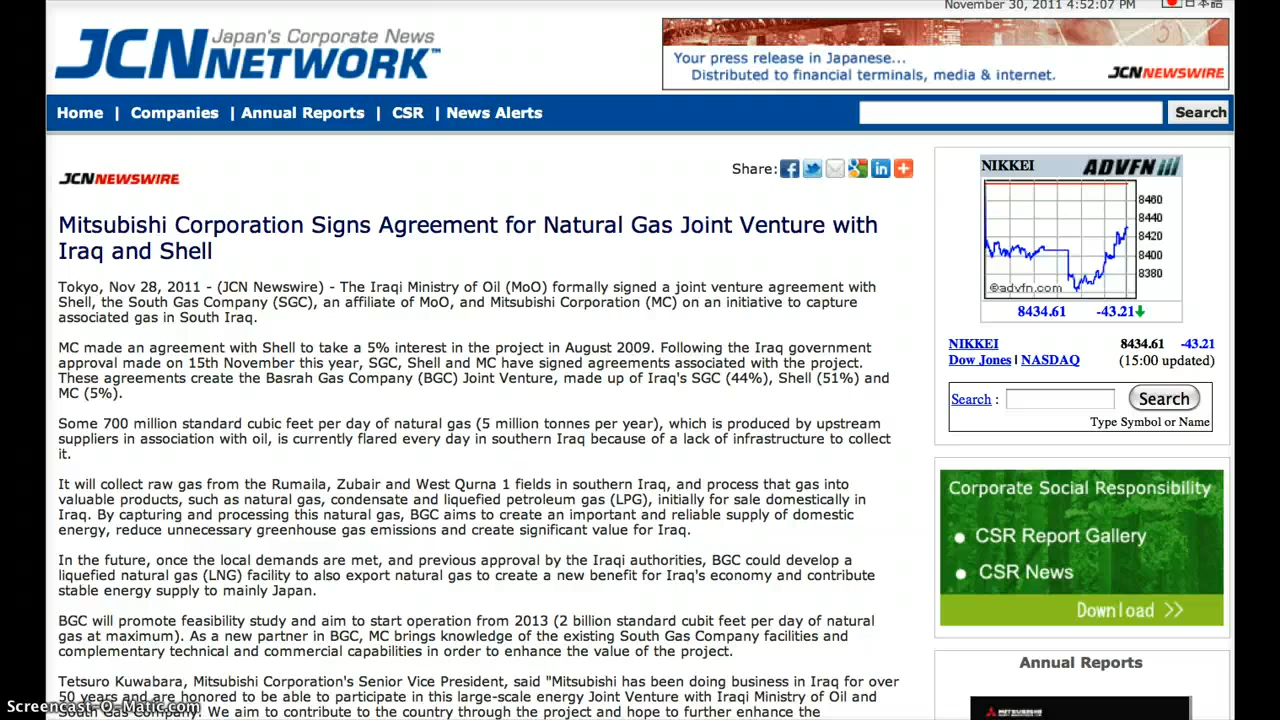 November 30, 2011 4:52:07 PM
日本語
JCN NETWORK™
Japan's Corporate News
Your press release in Japanese...
Distributed to financial terminals, media & internet.
JCN NEWSWIRE
Home | Companies | Annual Reports | CSR | News Alerts
Search
JCN NEWSWIRE
Share:
Mitsubishi Corporation Signs Agreement for Natural Gas Joint Venture with
Iraq and Shell
Tokyo, Nov 28, 2011 - (JCN Newswire) - The Iraqi Ministry of Oil (MoO) formally signed a joint venture agreement with
Shell, the South Gas Company (SGC), an affiliate of MoO, and Mitsubishi Corporation (MC) on an initiative to capture
associated gas in South Iraq.
MC made an agreement with Shell to take a 5% interest in the project in August 2009. Following the Iraq government
approval made on 15th November this year, SGC, Shell and MC have signed agreements associated with the project.
These agreements create the Basrah Gas Company (BGC) Joint Venture, made up of Iraq's SGC (44%), Shell (51%) and
MC (5%).
Some 700 million standard cubic feet per day of natural gas (5 million tonnes per year), which is produced by upstream
suppliers in association with oil, is currently flared every day in southern Iraq because of a lack of infrastructure to collect
it.
It will collect raw gas from the Rumaila, Zubair and West Qurna 1 fields in southern Iraq, and process that gas into
valuable products, such as natural gas, condensate and liquefied petroleum gas (LPG), initially for sale domestically in
Iraq. By capturing and processing this natural gas, BGC aims to create an important and reliable supply of domestic
energy, reduce unnecessary greenhouse gas emissions and create significant value for Iraq.
In the future, once the local demands are met, and previous approval by the Iraqi authorities, BGC could develop a
liquefied natural gas (LNG) facility to also export natural gas to create a new benefit for Iraq's economy and contribute
stable energy supply to mainly Japan.
BGC will promote feasibility study and aim to start operation from 2013 (2 billion standard cubit feet per day of natural
gas at maximum). As a new partner in BGC, MC brings knowledge of the existing South Gas Company facilities and
complementary technical and commercial capabilities in order to enhance the value of the project.
Tetsuro Kuwabara, Mitsubishi Corporation's Senior Vice President, said "Mitsubishi has been doing business in Iraq for over
50 years and are honored to be able to participate in this large-scale energy Joint Venture with Iraqi Ministry of Oil and
South Gas Company. We aim to contribute to the country through the project and hope to further enhance the
NIKKEI ADVFN
8460
8440
8420
8400
8380
@advfn.com
8434.61 -43.21
NIKKEI 8434.61 -43.21
Dow Jones | NASDAQ (15:00 updated)
Search : Search
Type Symbol or Name
Corporate Social Responsibility
CSR Report Gallery
CSR News
Download >>
Annual Reports
MITSUBISHI
Screencast-O-Matic.com